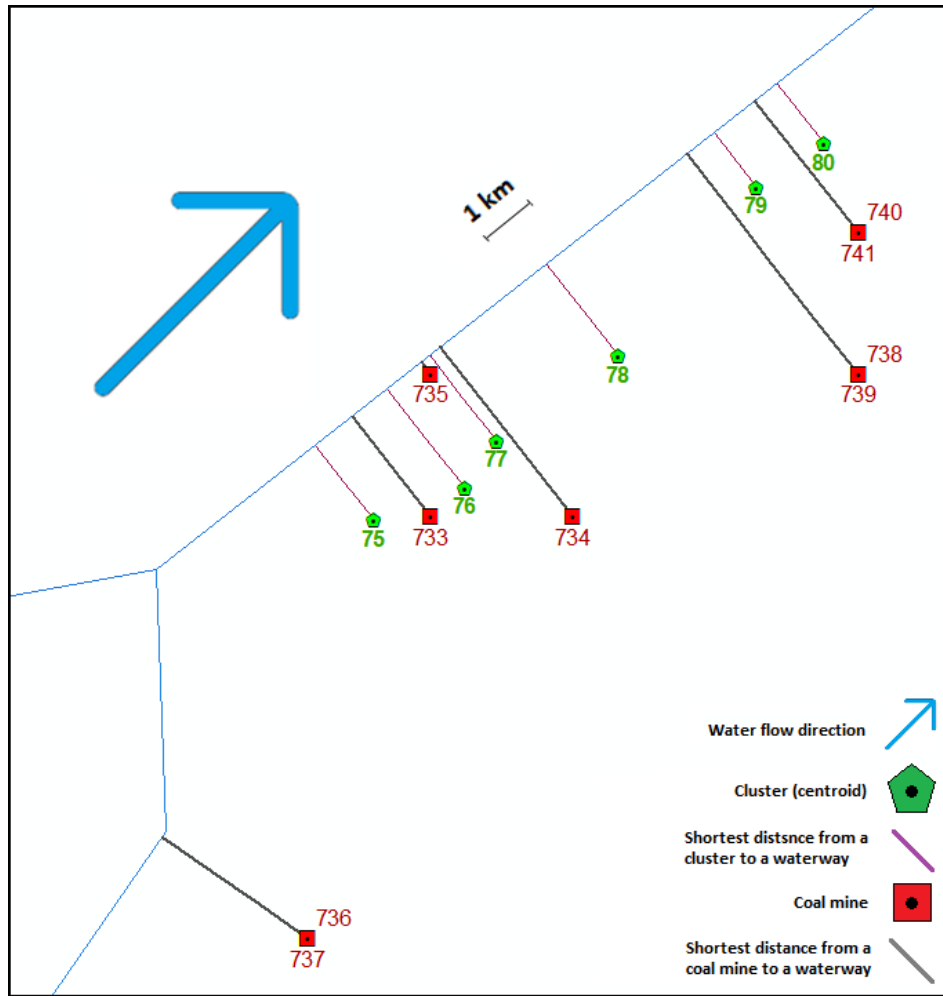 80
79
740
741
1 km
738
739
78
735
77
76
75
733
734
Water flow direction
Cluster (centroid)
Shortest distsnce from a
cluster to a waterway
Coal mine
736
737
Shortest distance from a
coal mine to a waterway